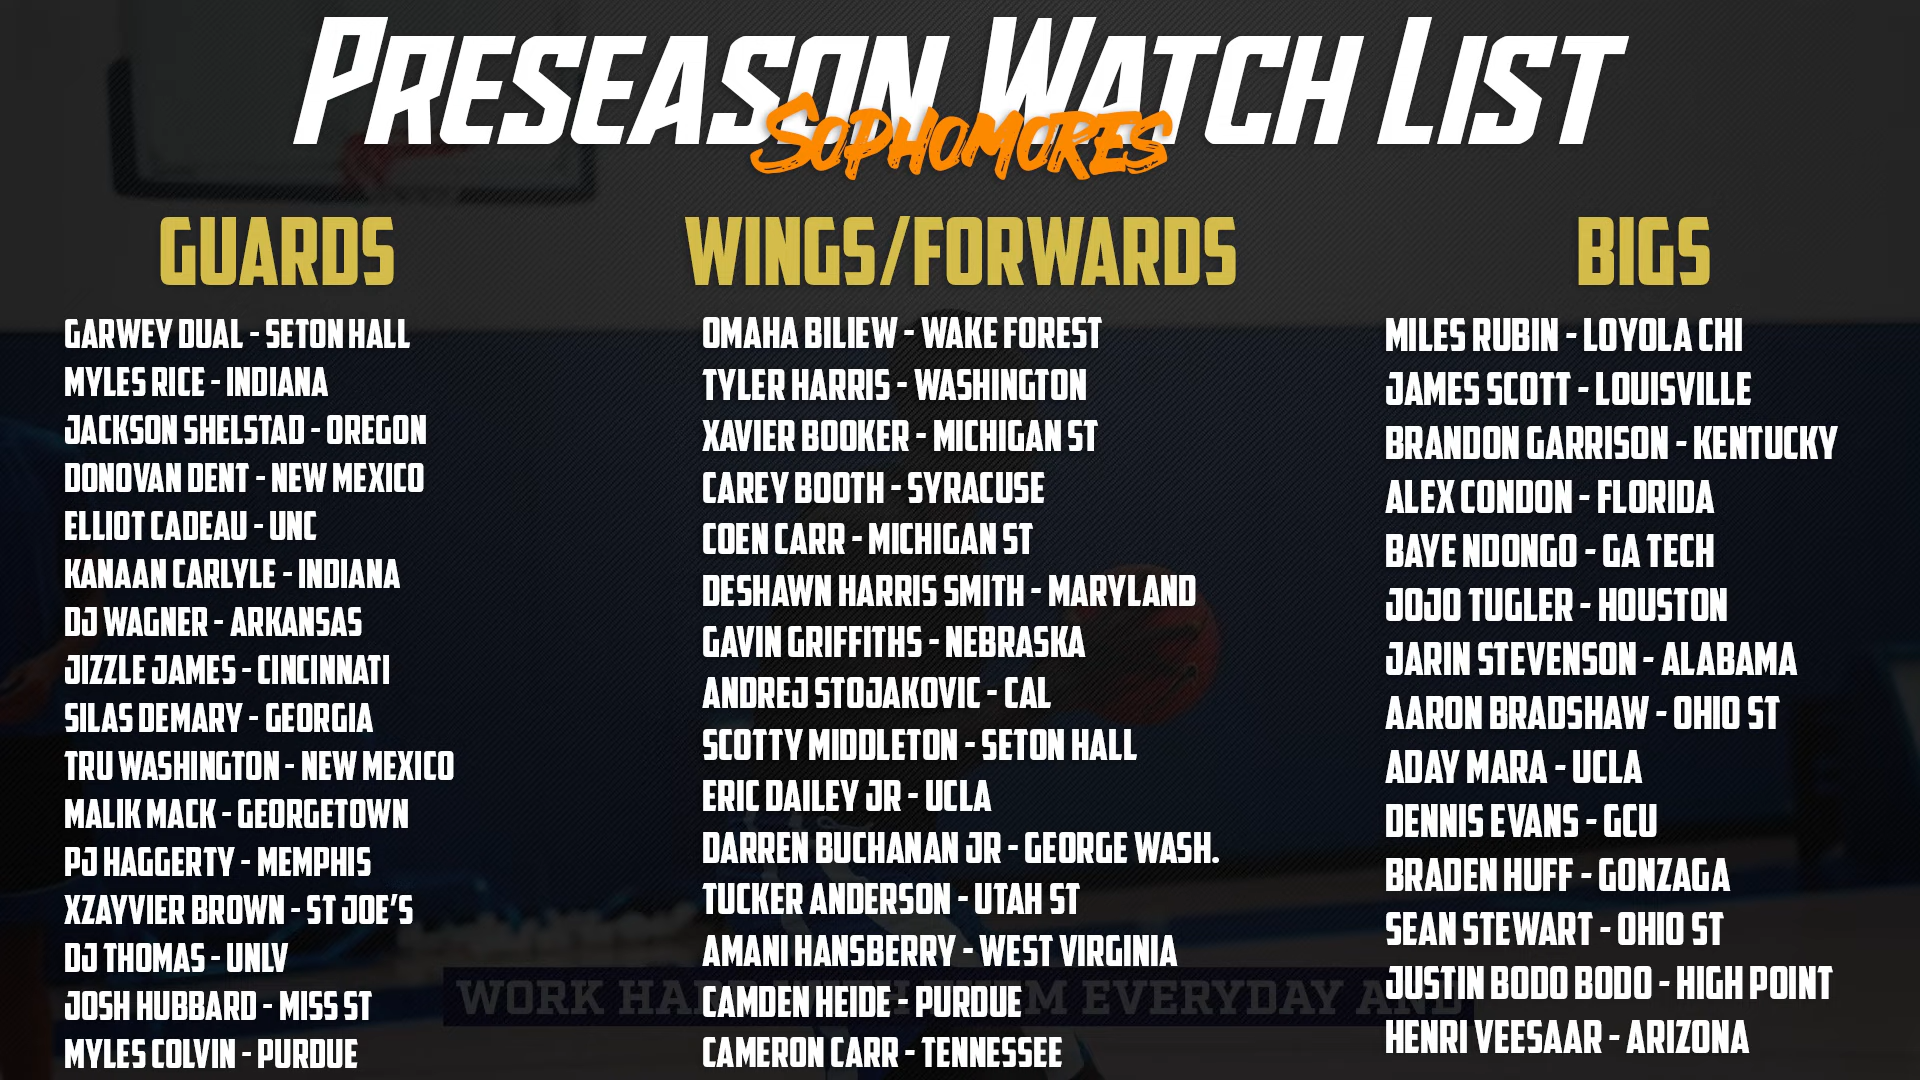 PRESEASON WATCH LIST
SOPHOMORES
GUARDS
GARWEY DUAL - SETON HALL
MYLES RICE - INDIANA
JACKSON SHELSTAD - OREGON
DONOVAN DENT - NEW MEXICO
ELLIOT CADEAU - UNC
KANAAN CARLYLE - INDIANA
DJ WAGNER - ARKANSAS
JIZZLE JAMES - CINCINNATI
SILAS DEMARY - GEORGIA
TRU WASHINGTON - NEW MEXICO
MALIK MACK - GEORGETOWN
PJ HAGGERTY - MEMPHIS
XZAYVIER BROWN - ST JOE'S
DJ THOMAS - UNLV
JOSH HUBBARD - MISS ST
MYLES COLVIN - PURDUE
WINGS/FORWARDS
OMAHA BILIEW - WAKE FOREST
TYLER HARRIS - WASHINGTON
XAVIER BOOKER - MICHIGAN ST
CAREY BOOTH - SYRACUSE
COEN CARR - MICHIGAN ST
DESHAWN HARRIS SMITH - MARYLAND
GAVIN GRIFFITHS - NEBRASKA
ANDREJ STOJAKOVIC - CAL
SCOTTY MIDDLETON - SETON HALL
ERIC DAILEY JR - UCLA
DARREN BUCHANAN JR - GEORGE WASH.
TUCKER ANDERSON - UTAH ST
AMANI HANSBERRY - WEST VIRGINIA
CAMDEN HEIDE - PURDUE
CAMERON CARR - TENNESSEE
BIGS
MILES RUBIN - LOYOLA CHI
JAMES SCOTT - LOUISVILLE
BRANDON GARRISON - KENTUCKY
ALEX CONDON - FLORIDA
BAYE NDONGO - GA TECH
JOJO TUGLER - HOUSTON
JARIN STEVENSON - ALABAMA
AARON BRADSHAW - OHIO ST
ADAY MARA - UCLA
DENNIS EVANS - GCU
BRADEN HUFF - GONZAGA
SEAN STEWART - OHIO ST
JUSTIN BODO BODO - HIGH POINT
HENRI VEESAAR - ARIZONA
WORK EVERYDAY